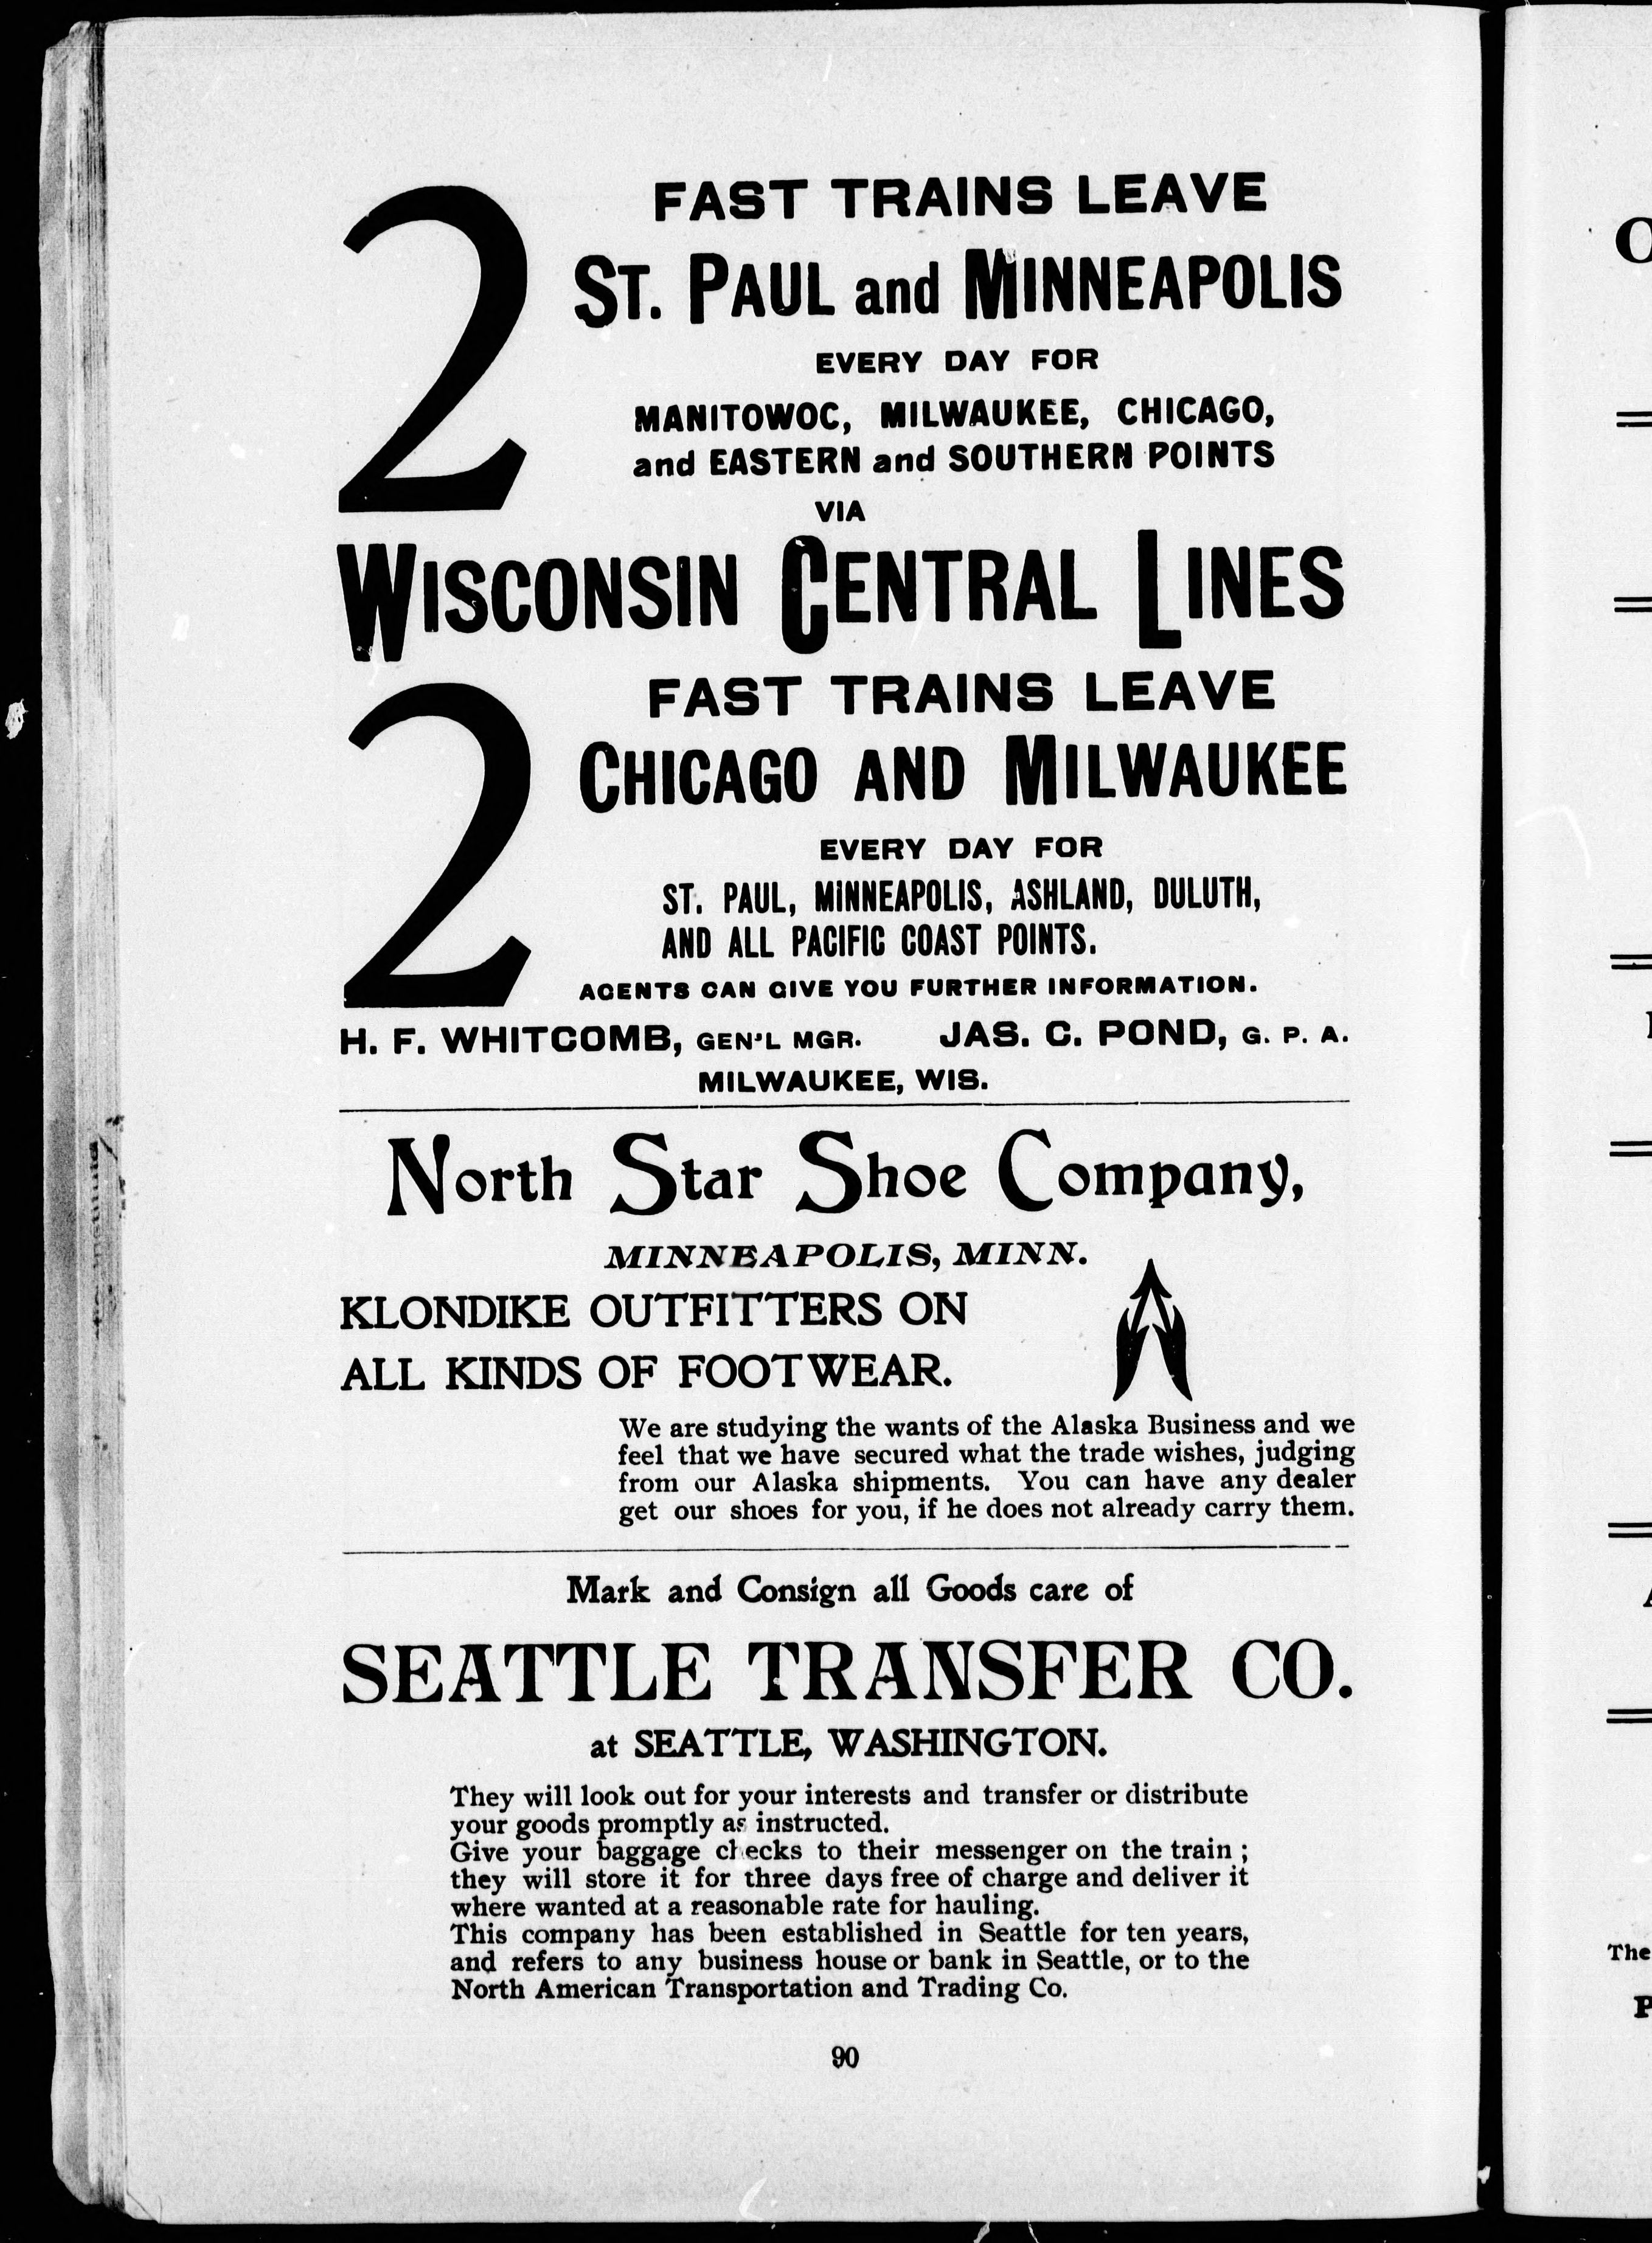 2 FAST TRAINS LEAVE
ST. PAUL and MINNEAPOLIS
EVERY DAY FOR
MANITOWOC, MILWAUKEE, CHICAGO,
and EASTERN and SOUTHERN POINTS
VIA
WISCONSIN CENTRAL LINES
2 FAST TRAINS LEAVE
CHICAGO AND MILWAUKEE
EVERY DAY FOR
ST. PAUL, MINNEAPOLIS, ASHLAND, DULUTH,
AND ALL PACIFIC COAST POINTS.
AGENTS CAN GIVE YOU FURTHER INFORMATION.
H. F. WHITCOMB, GEN'L MGR. JAS. C. POND, G. P. A.
MILWAUKEE, WIS.
North Star Shoe Company,
MINNEAPOLIS, MINN.
KLONDIKE OUTFITTERS ON
ALL KINDS OF FOOTWEAR.
We are studying the wants of the Alaska Business and we
feel that we have secured what the trade wishes, judging
from our Alaska shipments. You can have any dealer
get our shoes for you, if he does not already carry them.
Mark and Consign all Goods care of
SEATTLE TRANSFER CO.
at SEATTLE, WASHINGTON.
They will look out for your interests and transfer or distribute
your goods promptly as instructed.
Give your baggage checks to their messenger on the train ;
they will store it for three days free of charge and deliver it
where wanted at a reasonable rate for hauling.
This company has been established in Seattle for ten years,
and refers to any business house or bank in Seattle, or to the
North American Transportation and Trading Co.
90
The